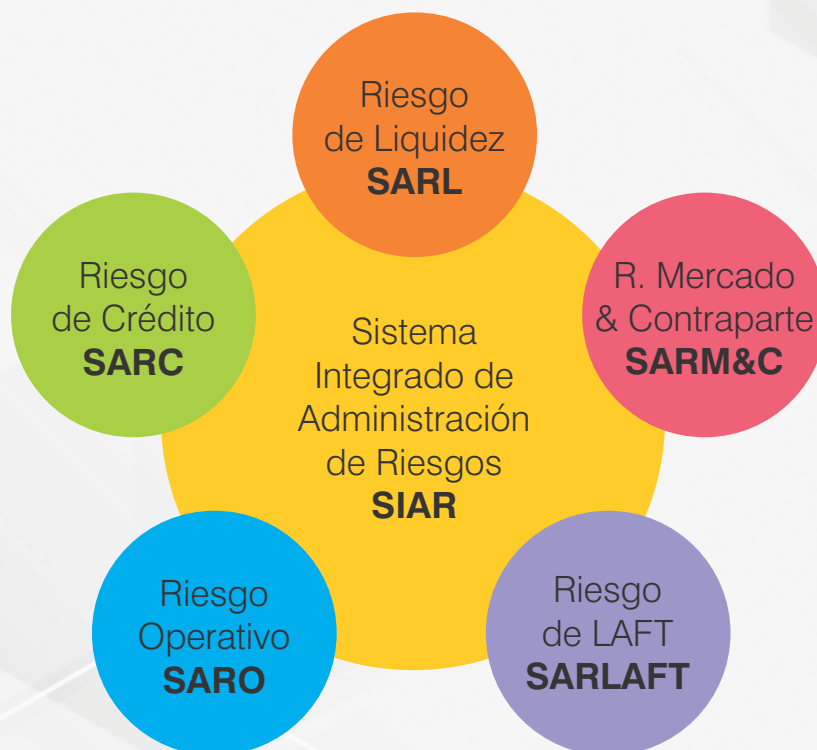 Riesgo
de Liquidez
SARL
Riesgo
de Crédito
SARC
R. Mercado
& Contraparte
SARM&C
Sistema
Integrado de
Administración
de Riesgos
SIAR
Riesgo
Operativo
SARO
Riesgo
de LAFT
SARLAFT